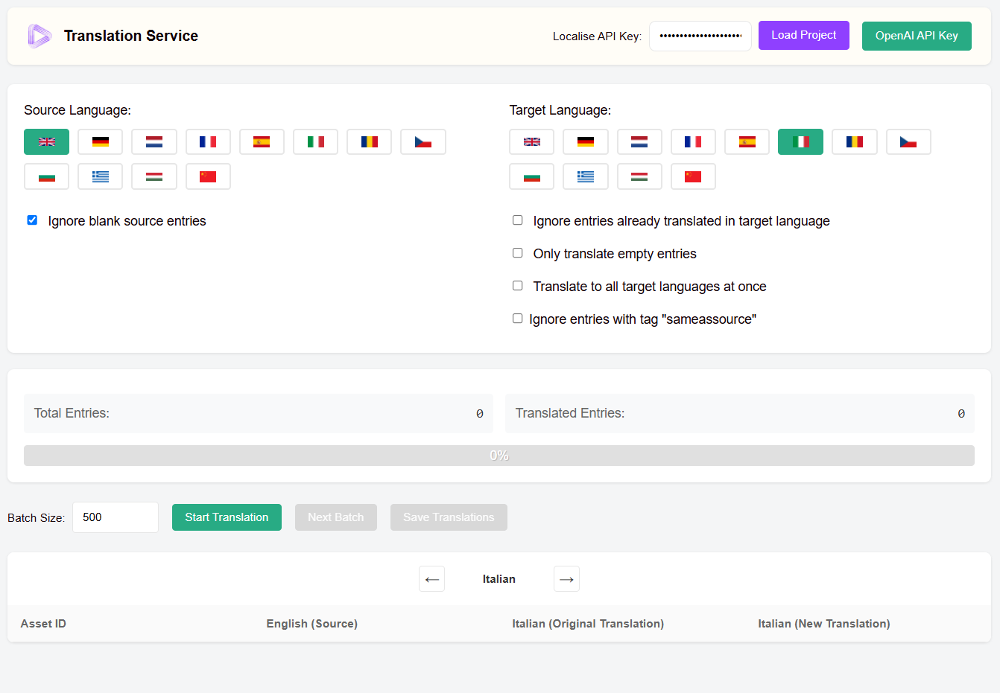 Translation Service
Localise API Key:
••••••••••••••••••••
Load Project
OpenAI API Key
Source Language:
Target Language:
Ignore blank source entries
Ignore entries already translated in target language
Only translate empty entries
Translate to all target languages at once
Ignore entries with tag "sameassource"
Total Entries:
0
Translated Entries:
0
0%
Batch Size:
500
Start Translation
Next Batch
Save Translations
←
Italian
→
Asset ID
English (Source)
Italian (Original Translation)
Italian (New Translation)